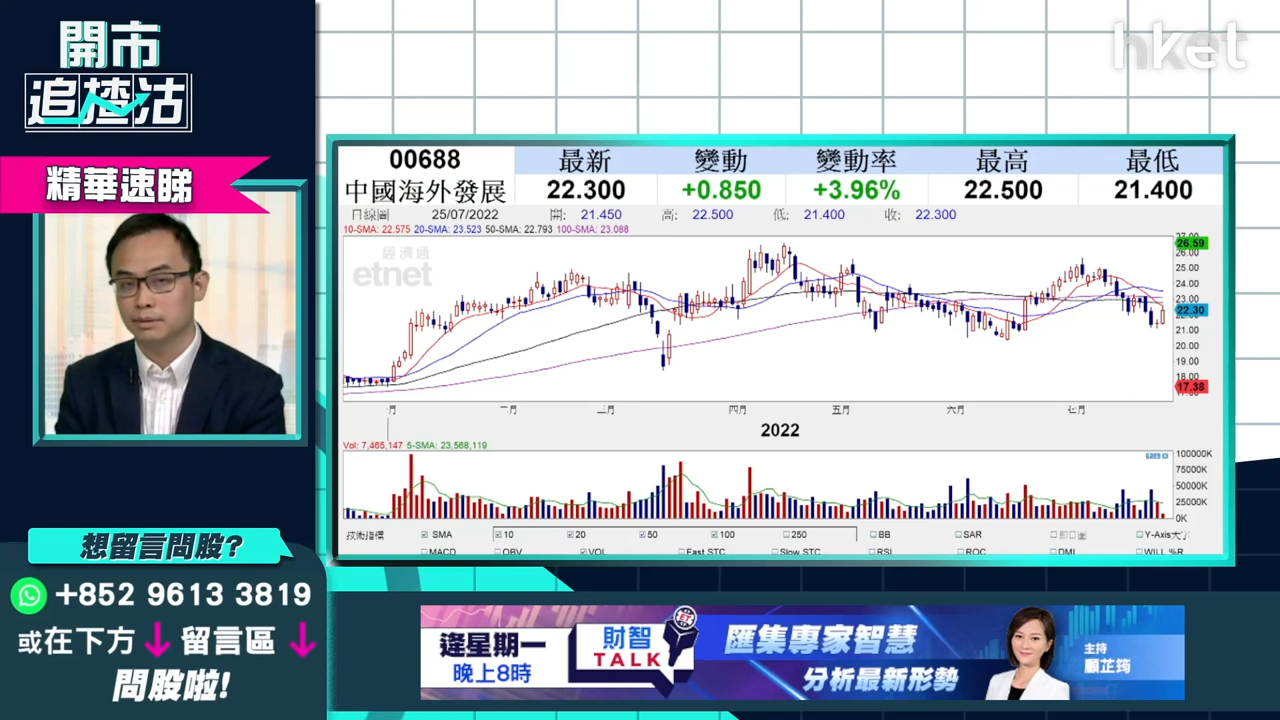 開市
追揸沽
精華速睇
想留言問股?
+852 9613 3819
或在下方 留言區
問股啦!
hket
00688
中國海外發展
最新 變動 變動率 最高 最低
22.300 +0.850 +3.96% 22.500 21.400
日線圖 25/07/2022 開: 21.450 高: 22.500 低: 21.400 收: 22.300
10-SMA: 22.575 20-SMA: 23.523 50-SMA: 22.793 100-SMA: 23.088
經濟通
etnet
27.00
26.59
26.00
25.00
24.00
23.00
22.30
21.00
20.00
19.00
18.00
17.38
二月 三月 四月 五月 六月 七月
2022
Vol: 7,465,147 5-SMA: 23,568,119
100000K
75000K
50000K
25000K
0K
技術指標 SMA 10 20 50 100 250 BB SAR Y-Axis大字
MACD OBV VOL Fast STC Slow STC RSI ROC DMI WILL %R
逢星期一
晚上8時
財智
TALK
匯集專家智慧
分析最新形勢
主持
顧芷筠